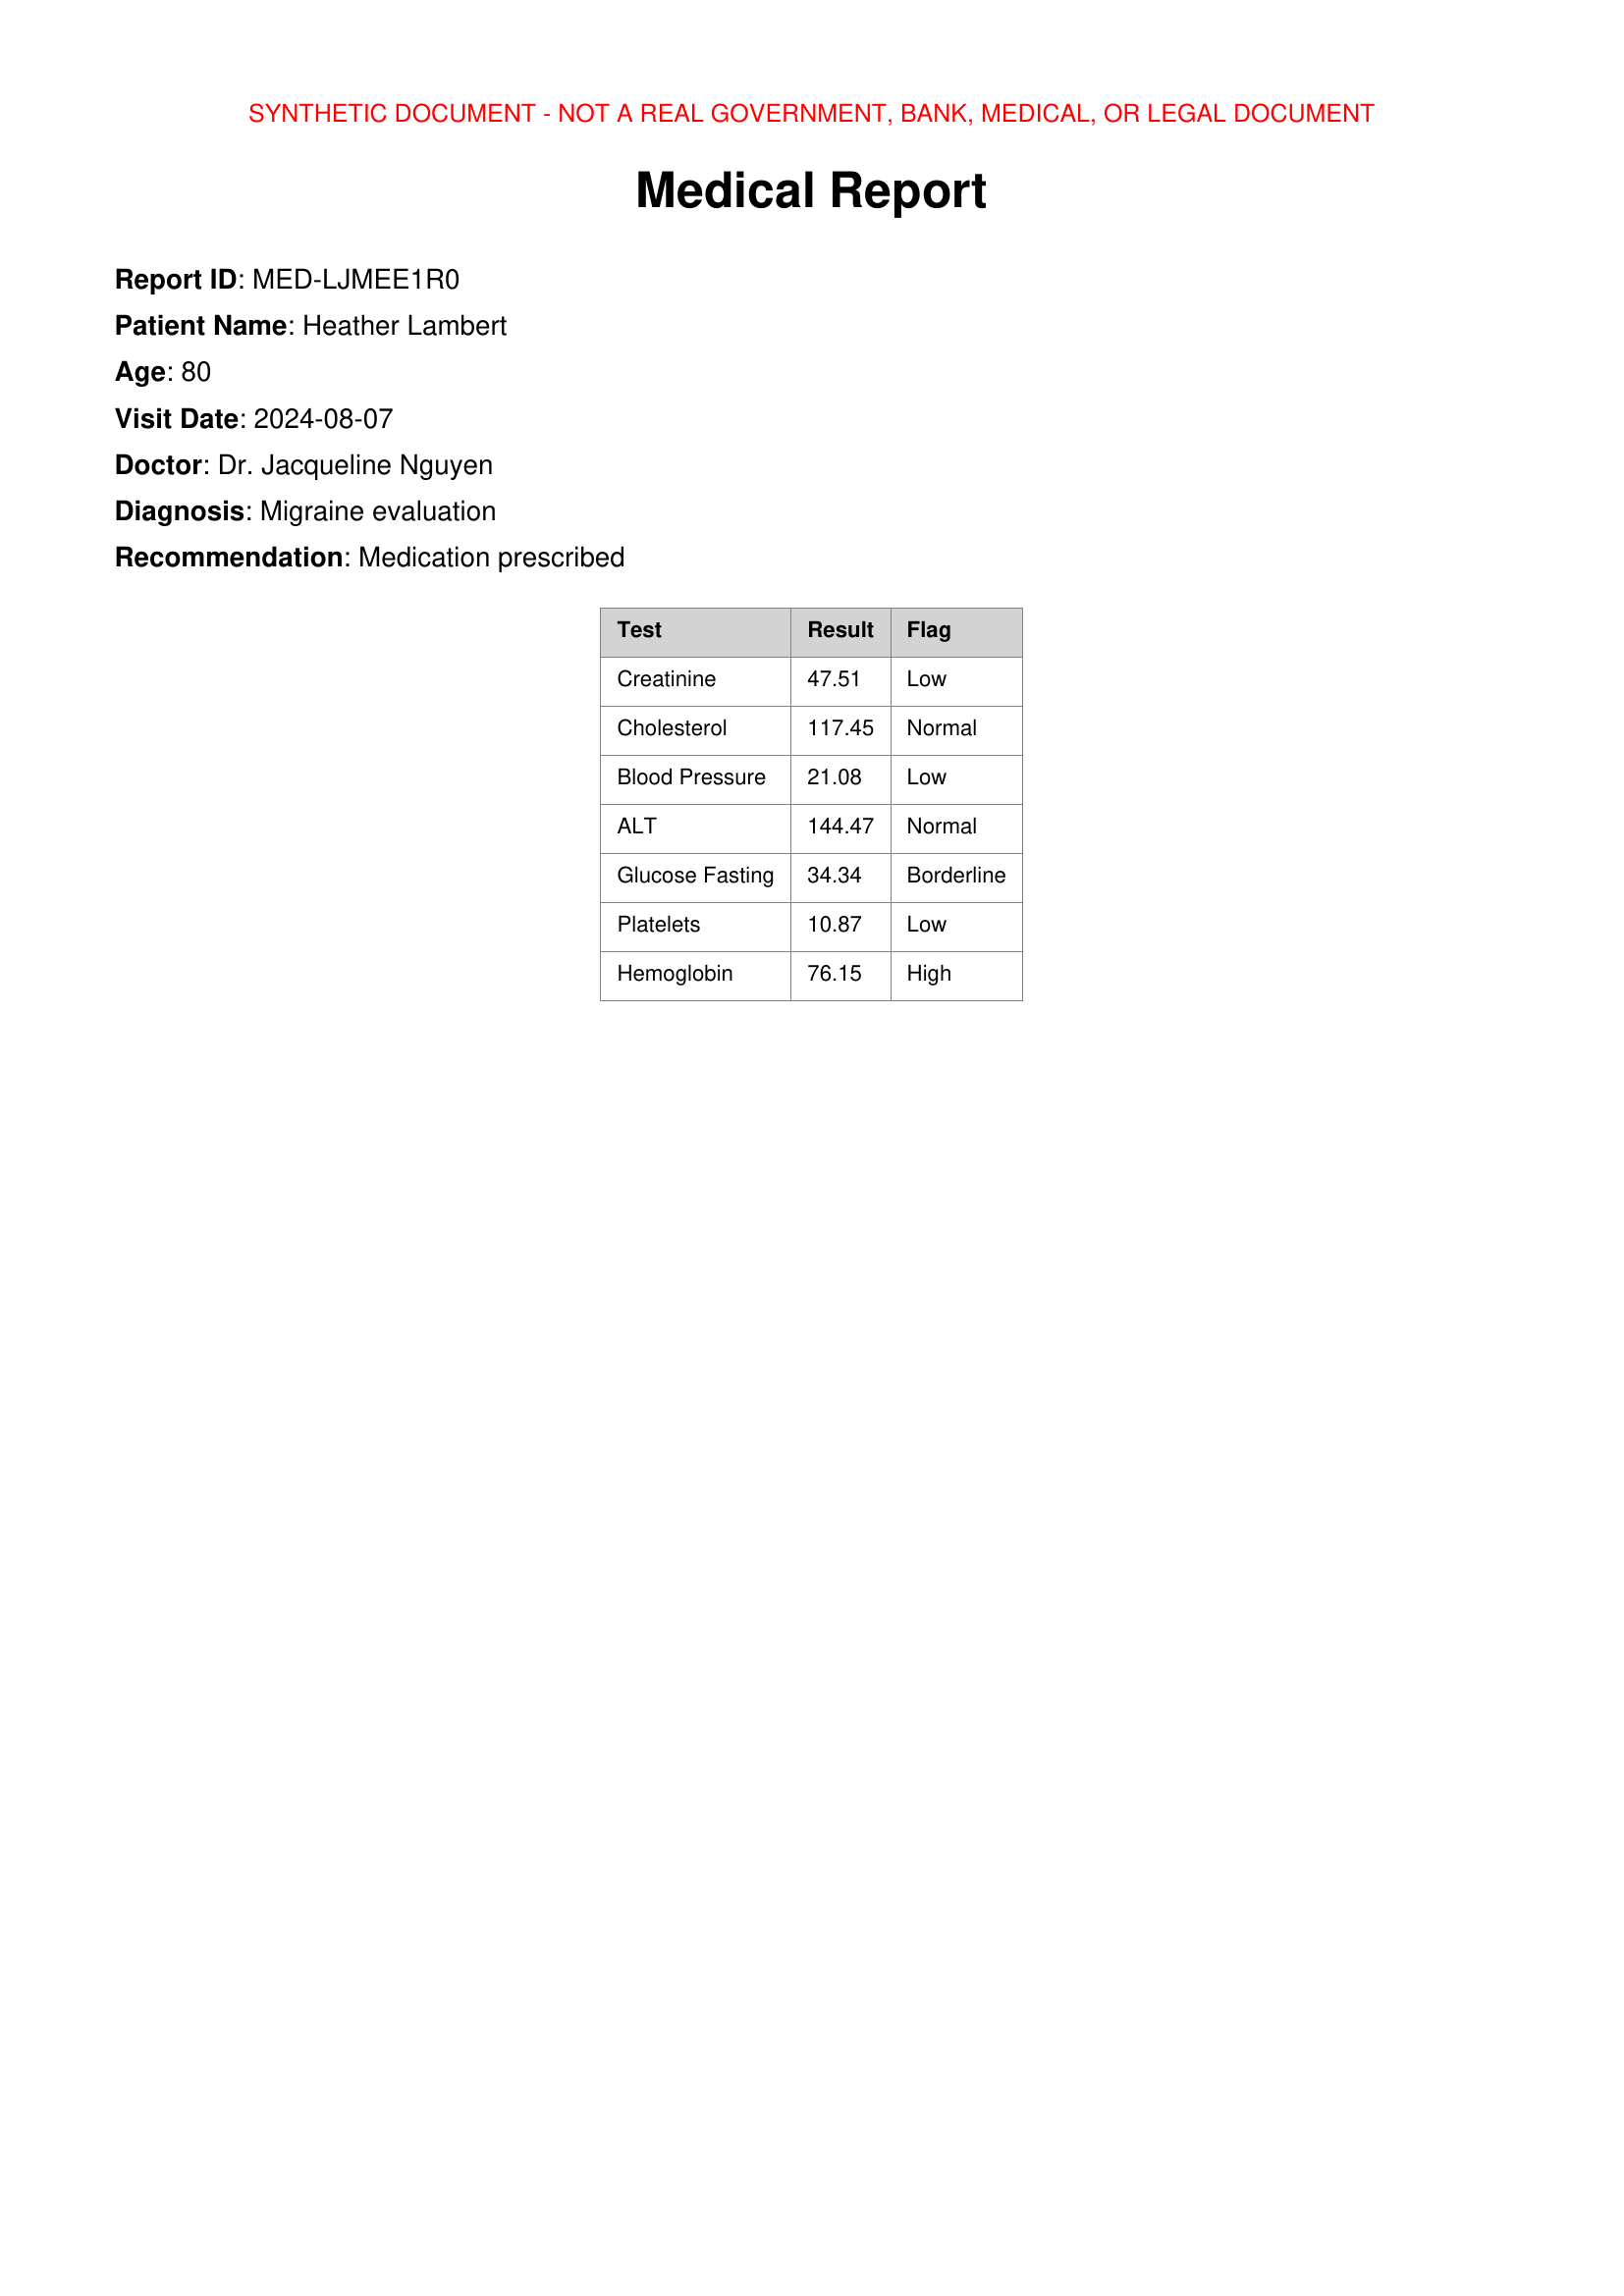 SYNTHETIC DOCUMENT - NOT A REAL GOVERNMENT, BANK, MEDICAL, OR LEGAL DOCUMENT
Medical Report
Report ID: MED-LJMEE1R0
Patient Name: Heather Lambert
Age: 80
Visit Date: 2024-08-07
Doctor: Dr. Jacqueline Nguyen
Diagnosis: Migraine evaluation
Recommendation: Medication prescribed
Test Result Flag
Creatinine 47.51 Low
Cholesterol 117.45 Normal
Blood Pressure 21.08 Low
ALT 144.47 Normal
Glucose Fasting 34.34 Borderline
Platelets 10.87 Low
Hemoglobin 76.15 High